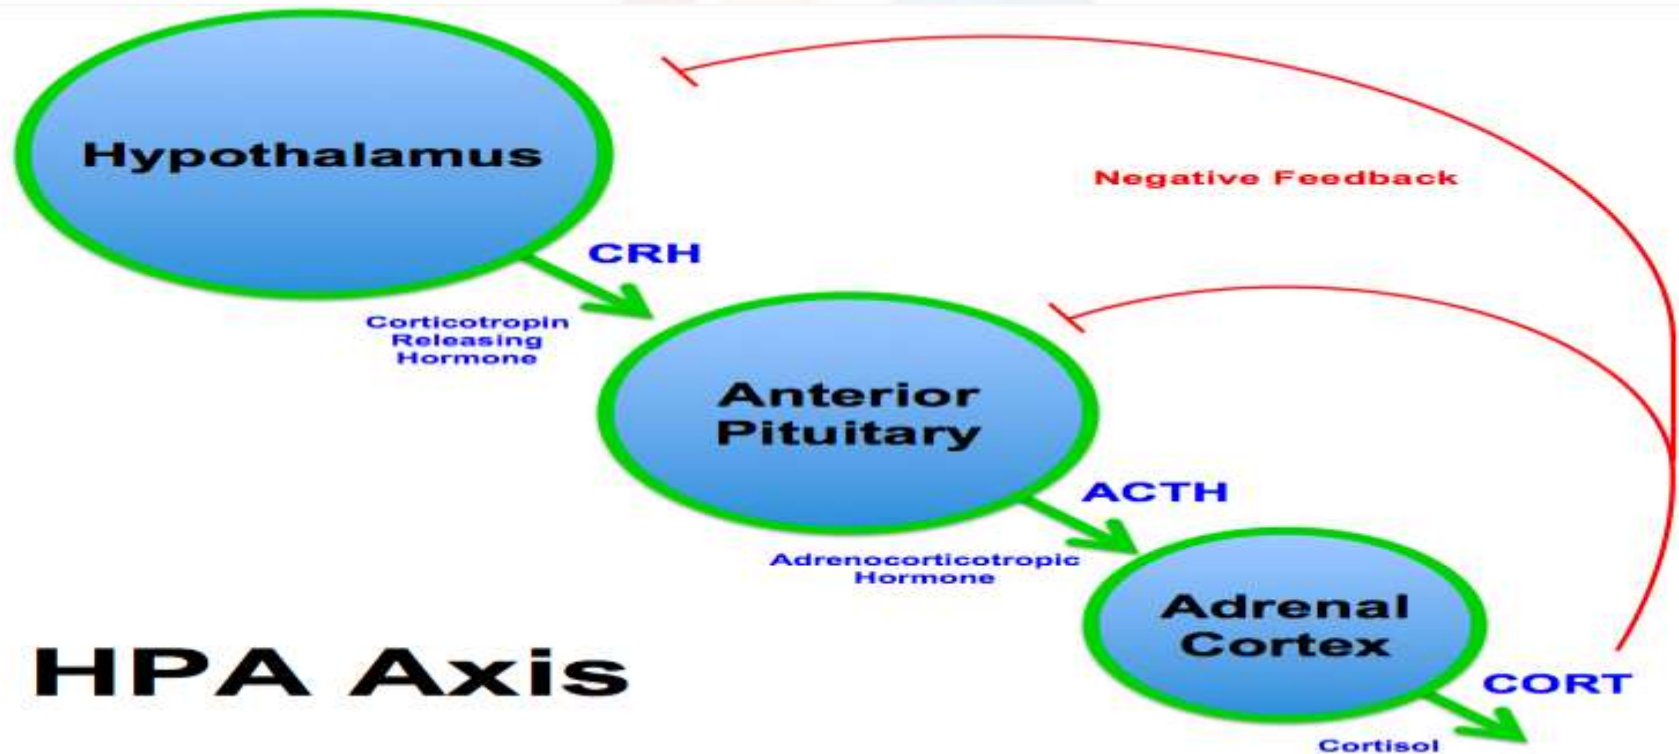 Hypothalamus
Negative Feedback
CRH
Corticotropin
Releasing
Hormone
Anterior
Pituitary
ACTH
Adrenocorticotropic
Hormone
Adrenal
Cortex
HPA Axis
CORT
Cortisol